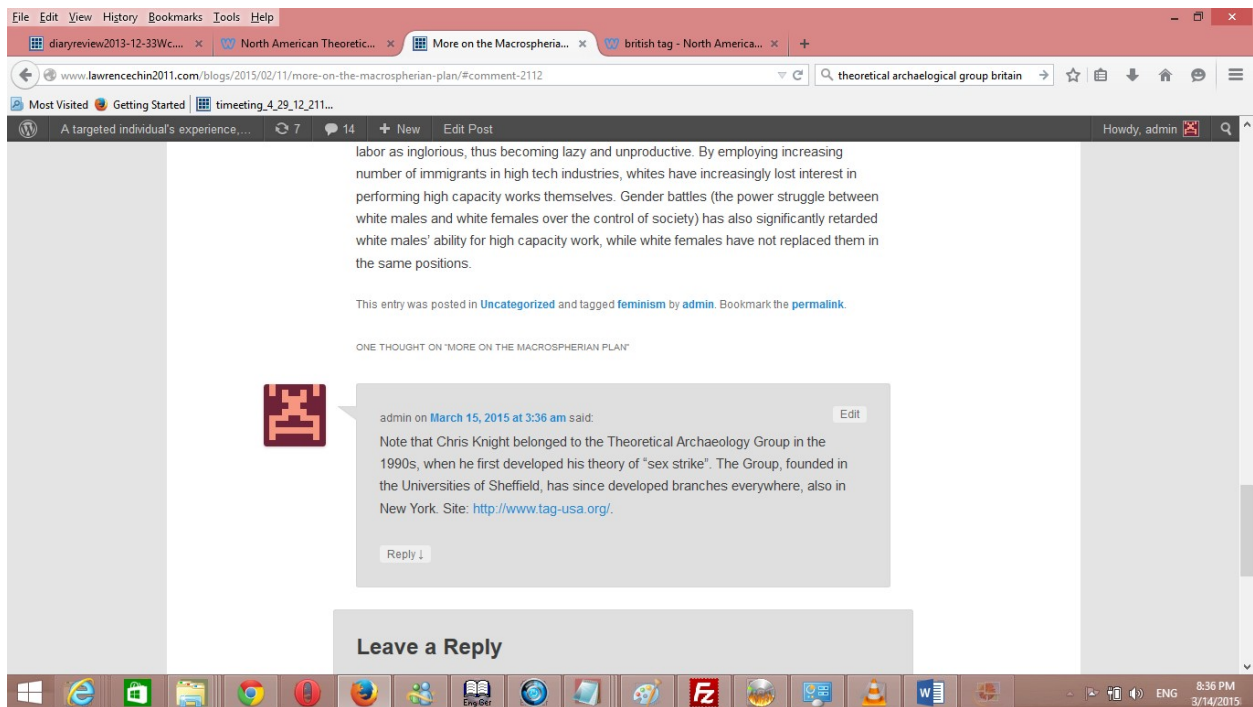 File Edit View History Bookmarks Tools Help
diaryreview2013-12-33Wc.... × North American Theoretic... × More on the Macrospheria... × british tag - North America... × +
www.lawrencechin2011.com/blogs/2015/02/11/more-on-the-macrospherian-plan/#comment-2112 theoretical archaelogical group britain
Most Visited Getting Started timeeting_4_29_12_211...
A targeted individual's experience,... 7 14 + New Edit Post Howdy, admin
labor as inglorious, thus becoming lazy and unproductive. By employing increasing
number of immigrants in high tech industries, whites have increasingly lost interest in
performing high capacity works themselves. Gender battles (the power struggle between
white males and white females over the control of society) has also significantly retarded
white males' ability for high capacity work, while white females have not replaced them in
the same positions.
This entry was posted in Uncategorized and tagged feminism by admin. Bookmark the permalink.
ONE THOUGHT ON "MORE ON THE MACROSPHERIAN PLAN"
admin on March 15, 2015 at 3:36 am said:
Edit
Note that Chris Knight belonged to the Theoretical Archaeology Group in the
1990s, when he first developed his theory of "sex strike". The Group, founded in
the Universities of Sheffield, has since developed branches everywhere, also in
New York. Site: http://www.tag-usa.org/.
Reply ↓
Leave a Reply
Eng Ger
ENG
8:36 PM
3/14/2015